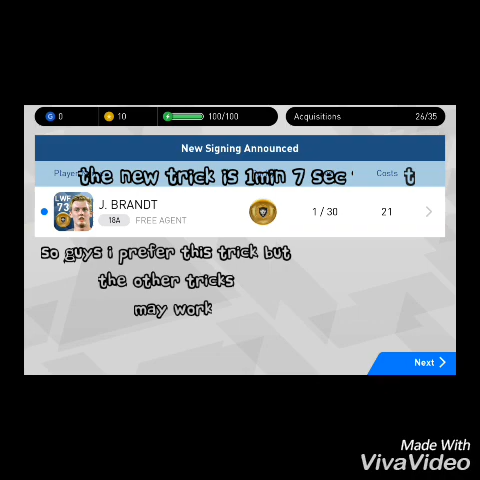 0 10 100/100 Acquisitions 26/35
New Signing Announced
Player the new trick is 1min 7 sec ' Costs t
LWF
73 J. BRANDT
18A FREE AGENT 1 / 30 21
so guys i prefer this trick but
the other tricks
may work
Next
Made With
VivaVideo